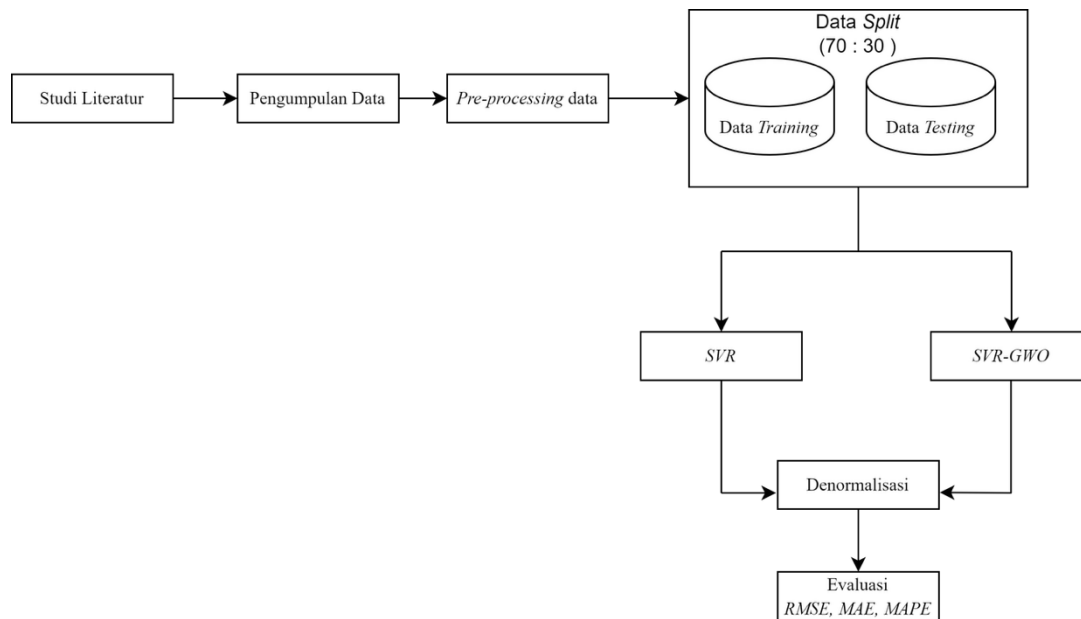 Data Split
(70 : 30 )
Studi Literatur
Pengumpulan Data
Pre-processing data
Data Training
Data Testing
SVR
SVR-GWO
Denormalisasi
Evaluasi
RMSE, MAE, MAPE